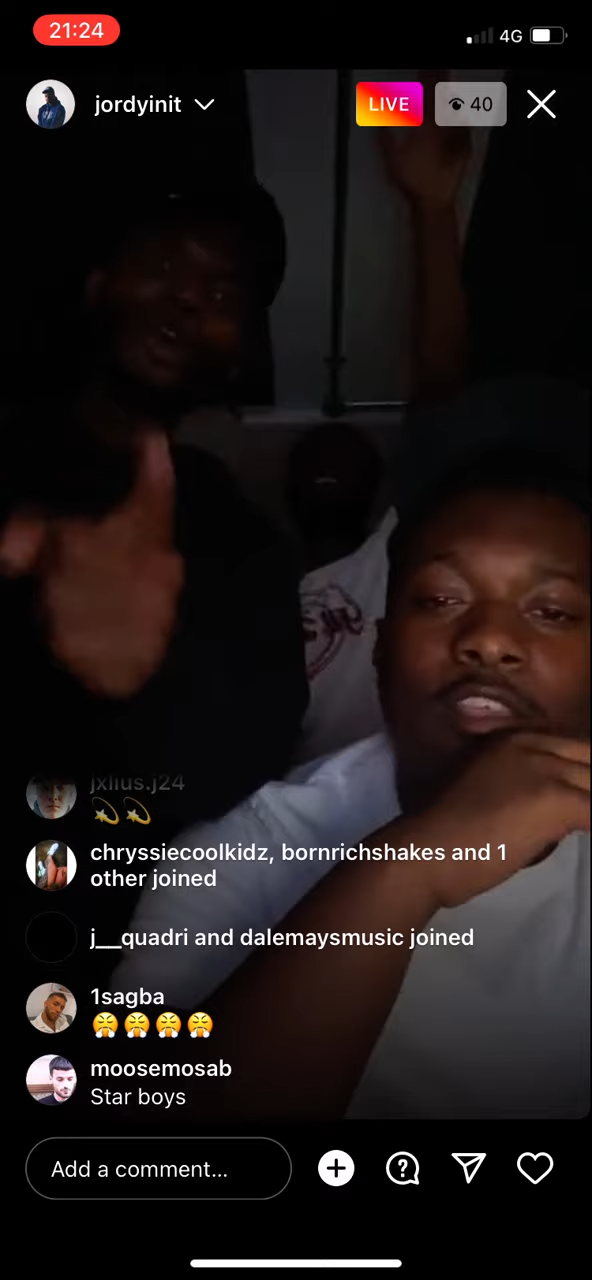 21:24
4G
jordyinit
LIVE
40
jxlius.j24
💫💫
chryssiecoolkidz, bornrichshakes and 1
other joined
j__quadri and dalemaysmusic joined
1sagba
😤😤😤😤
moosemosab
Star boys
Add a comment...